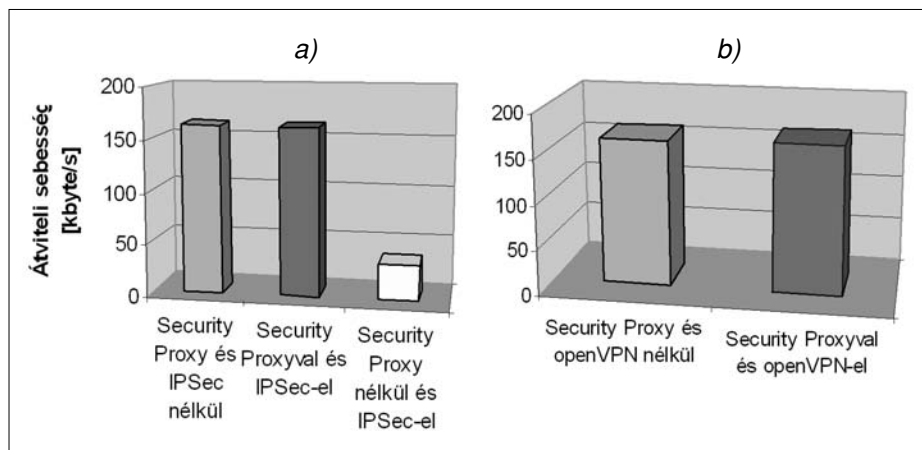 a)
Átviteli sebesség
[kbyte/s]
200
150
100
50
0
Security
Proxy és
IPSec
nélkül
Security
Proxyval és
IPSec-el
Security
Proxy
nélkül és
IPSec-el
b)
200
150
100
50
0
Security Proxy és
openVPN nélkül
Security Proxyval
és openVPN-el